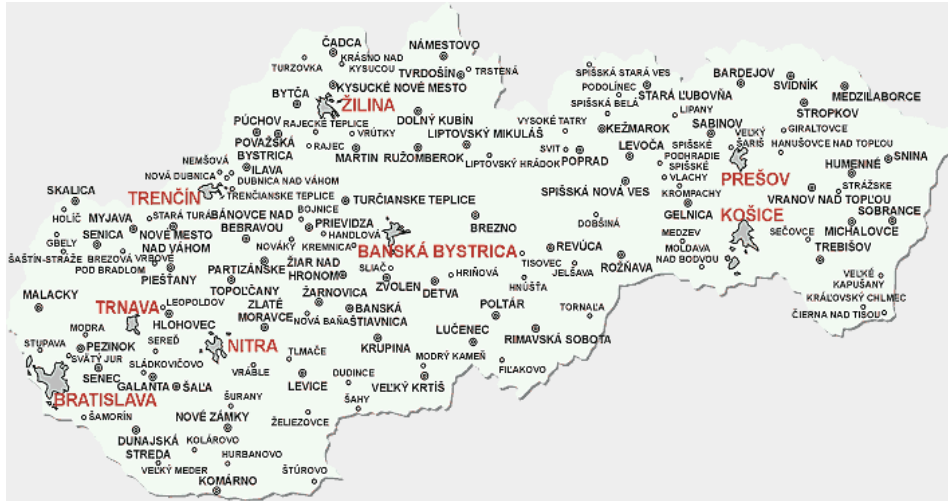 ČADCA
NÁMESTOVO
KRÁSNO NAD
KYSUCOU
TURZOVKA
TVRDOŠÍN
TRSTENÁ
SPIŠSKÁ STARÁ VES
BARDEJOV
SVIDNÍK
PODOLÍNEC
KYSUCKÉ NOVÉ MESTO
STARÁ ĽUBOVŇA
MEDZILABORCE
BYTČA
ŽILINA
SPIŠSKÁ BELÁ
LIPANY
STROPKOV
DOLNÝ KUBÍN
PÚCHOV
RAJECKÉ TEPLICE
VYSOKÉ TATRY
KEŽMAROK
SABINOV
VEĽKÝ
ŠARIŠ
GIRALTOVCE
VRÚTKY
LIPTOVSKÝ MIKULÁŠ
POVAŽSKÁ
BYSTRICA
RAJEC
LEVOČA
SPIŠSKÉ
PODHRADIE
HANUŠOVCE NAD TOPĽOU
SVIT
POPRAD
MARTIN
RUŽOMBEROK
LIPTOVSKÝ HRÁDOK
SNINA
NEMŠOVÁ
ILAVA
SPIŠSKÉ
VLACHY
HUMENNÉ
NOVÁ DUBNICA
DUBNICA NAD VÁHOM
PREŠOV
SPIŠSKÁ NOVÁ VES
KROMPACHY
STRÁŽSKE
SKALICA
TRENČÍN
TRENČIANSKE TEPLICE
TURČIANSKE TEPLICE
VRANOV NAD TOPĽOU
GELNICA
KOŠICE
BOJNICE
HOLÍČ
MYJAVA
STARÁ TURÁ
BÁNOVCE NAD
BEBRAVOU
PRIEVIDZA
DOBŠINÁ
SOBRANCE
BREZNO
HANDLOVÁ
MEDZEV
SEČOVCE
MICHALOVCE
SENICA
NOVÉ MESTO
NAD VÁHOM
GBELY
NOVÁKY
KREMNICA
BANSKÁ BYSTRICA
REVÚCA
MOLDAVA
NAD BODVOU
TREBIŠOV
ŠAŠTÍN-STRÁŽE
BREZOVÁ
POD BRADLOM
VRBOVÉ
ŽIAR NAD
HRONOM
TISOVEC
ROŽŇAVA
SLIAČ
JELŠAVA
PIEŠŤANY
PARTIZÁNSKE
HRIŇOVÁ
HNÚŠŤA
VEĽKÉ
KAPUŠANY
ZVOLEN
DETVA
MALACKY
TOPOĽČANY
ŽARNOVICA
KRÁĽOVSKÝ CHLMEC
TRNAVA
LEOPOLDOV
ZLATÉ
MORAVCE
POLTÁR
TORNAĽA
ČIERNA NAD TISOU
NOVÁ BAŇA
BANSKÁ
ŠTIAVNICA
MODRA
HLOHOVEC
LUČENEC
SEREĎ
RIMAVSKÁ SOBOTA
STUPAVA
PEZINOK
NITRA
KRUPINA
SVÄTÝ JUR
TLMAČE
MODRÝ KAMEŇ
SLÁDKOVIČOVO
VRÁBLE
FIĽAKOVO
SENEC
GALANTA
ŠAĽA
LEVICE
DUDINCE
VEĽKÝ KRTÍŠ
BRATISLAVA
ŠURANY
ŠAHY
ŠAMORÍN
NOVÉ ZÁMKY
ŽELIEZOVCE
DUNAJSKÁ
STREDA
KOLÁROVO
HURBANOVO
VEĽKÝ MEDER
ŠTÚROVO
KOMÁRNO